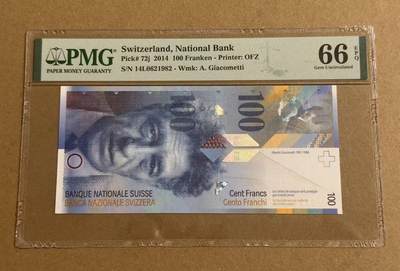 PMG
PAPER MONEY GUARANTY
Switzerland, National Bank
Pick# 72j 2014 100 Franken - Printer: OFZ
S/N 14L0621982 - Wmk: A. Giacometti
66 EPQ
Gem Uncirculated
100
100
BANQUE NATIONALE SUISSE
BANCA NAZIONALE SVIZZERA
Cent Francs
Cento Franchi
100